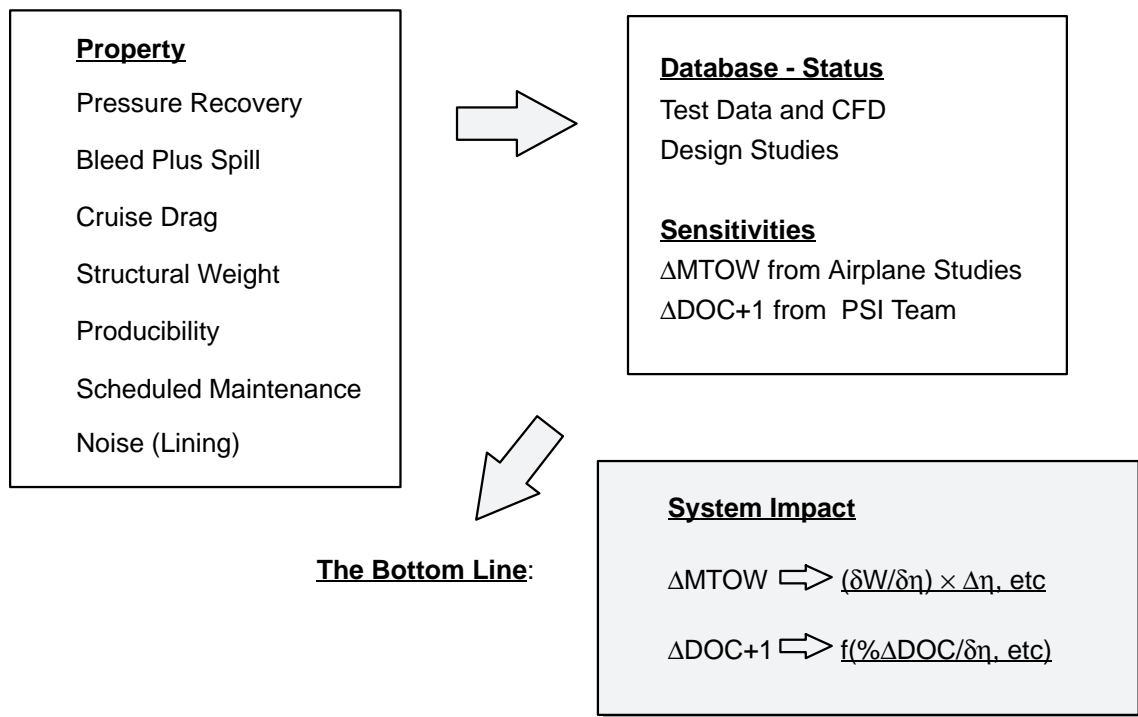 Property
Pressure Recovery
Bleed Plus Spill
Cruise Drag
Structural Weight
Producibility
Scheduled Maintenance
Noise (Lining)
Database - Status
Test Data and CFD
Design Studies
Sensitivities
ΔMTOW from Airplane Studies
ΔDOC+1 from PSI Team
The Bottom Line:
System Impact
ΔMTOW ⇨ (δW/δη) × Δη, etc
ΔDOC+1 ⇨ f(%ΔDOC/δη, etc)